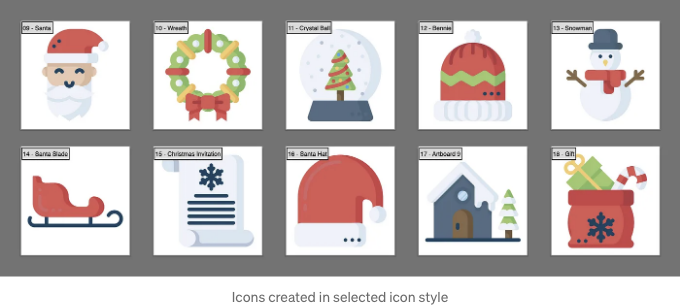 09 - Santa
10 - Wreath
11 - Crystal Ball
12 - Bennie
13 - Snowman
14 - Santa Slade
15 - Christmas Invitation
16 - Santa Hat
17 - Artboard 9
18 - Gift
Icons created in selected icon style